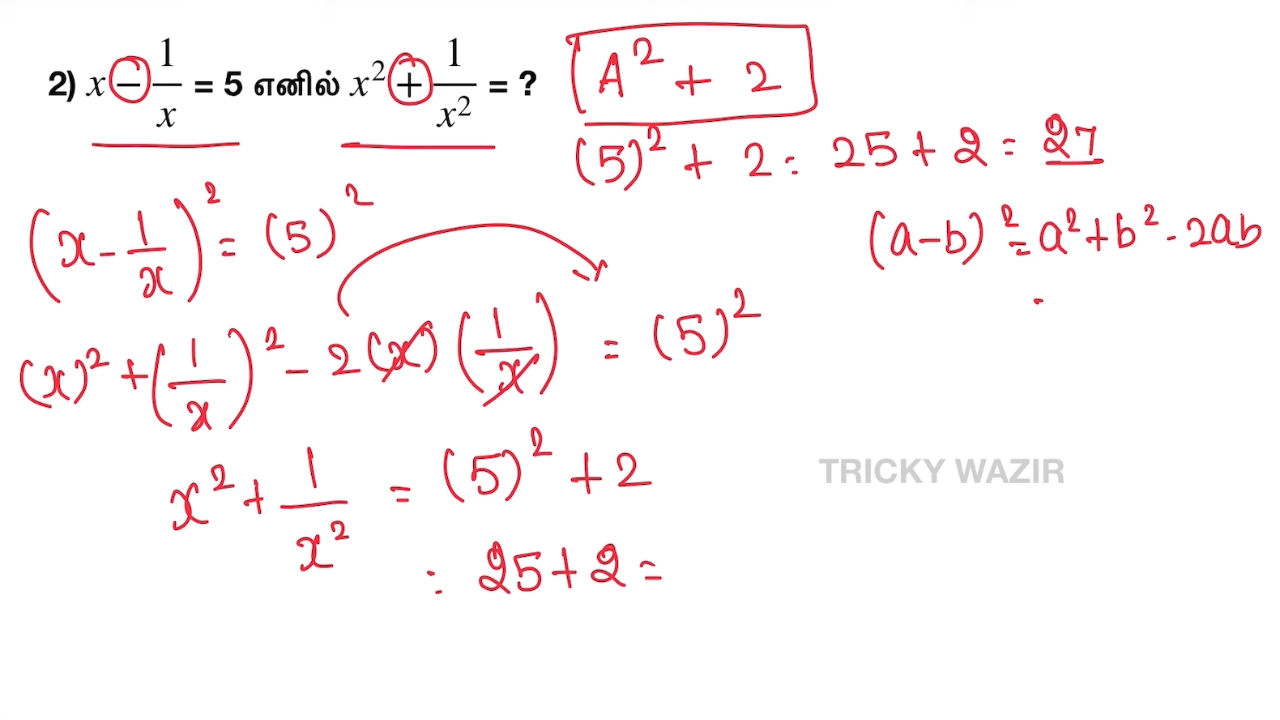 2) x − 1/x = 5 எனில் x² + 1/x² = ?
A² + 2
(5)² + 2 = 25 + 2 = 27
(a-b)² = a² + b² - 2ab
(x - 1/x)² = (5)²
(x)² + (1/x)² - 2(x)(1/x) = (5)²
x² + 1/x² = (5)² + 2
= 25 + 2 =
TRICKY WAZIR